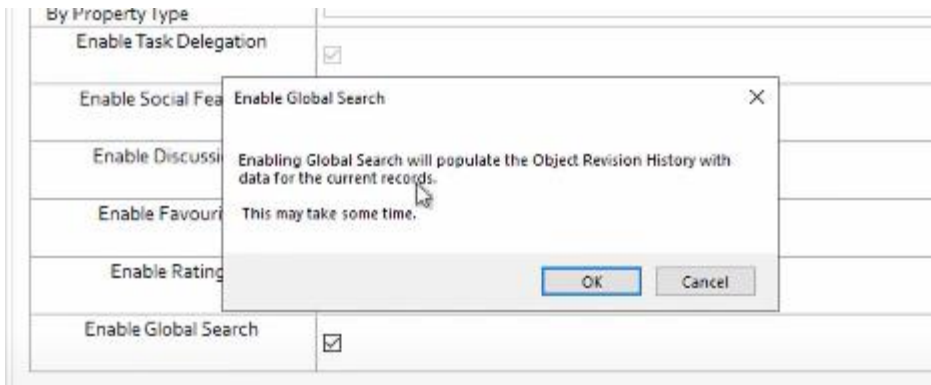 By Property Type
Enable Task Delegation
Enable Social Fea
Enable Global Search
Enable Discussi
Enabling Global Search will populate the Object Revision History with
data for the current records.
Enable Favouri
This may take some time.
Enable Rating
OK
Cancel
Enable Global Search